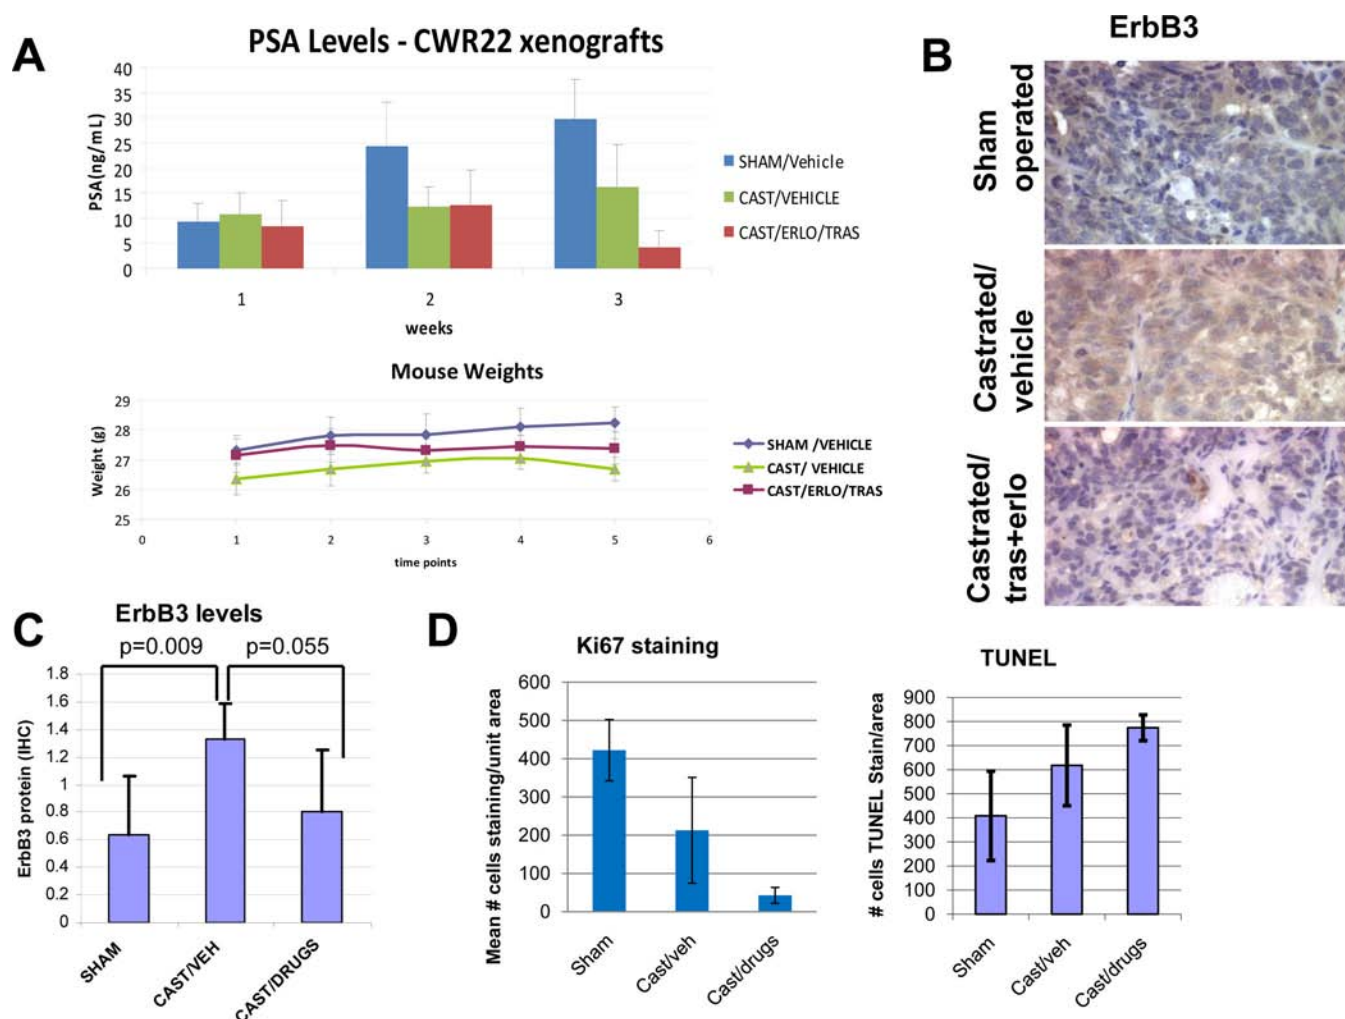 A
PSA Levels - CWR22 xenografts
40
35
30
25
20
15
10
5
0
PSA(ng/mL)
1
2
3
weeks
SHAM/Vehicle
CAST/VEHICLE
CAST/ERLO/TRAS
Mouse Weights
29
28
27
26
25
Weight (g)
0
1
2
3
4
5
6
time points
SHAM /VEHICLE
CAST/ VEHICLE
CAST/ERLO/TRAS
B
ErbB3
Sham
operated
Castrated/
vehicle
Castrated/
tras+erlo
C
ErbB3 levels
p=0.009
p=0.055
1.8
1.6
1.4
1.2
1
0.8
0.6
0.4
0.2
0
ErbB3 protein (IHC)
SHAM
CAST/VEH
CAST/DRUGS
D
Ki67 staining
600
500
400
300
200
100
0
Mean # cells staining/unit area
Sham
Cast/veh
Cast/drugs
TUNEL
900
800
700
600
500
400
300
200
100
0
# cells TUNEL Stain/area
Sham
Cast/veh
Cast/drugs